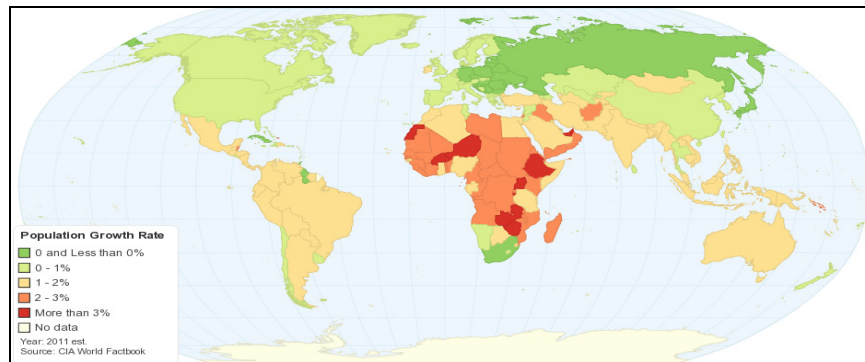 Population Growth Rate
0 and Less than 0%
0 - 1%
1 - 2%
2 - 3%
More than 3%
No data
Year: 2011 est.
Source: CIA World Factbook